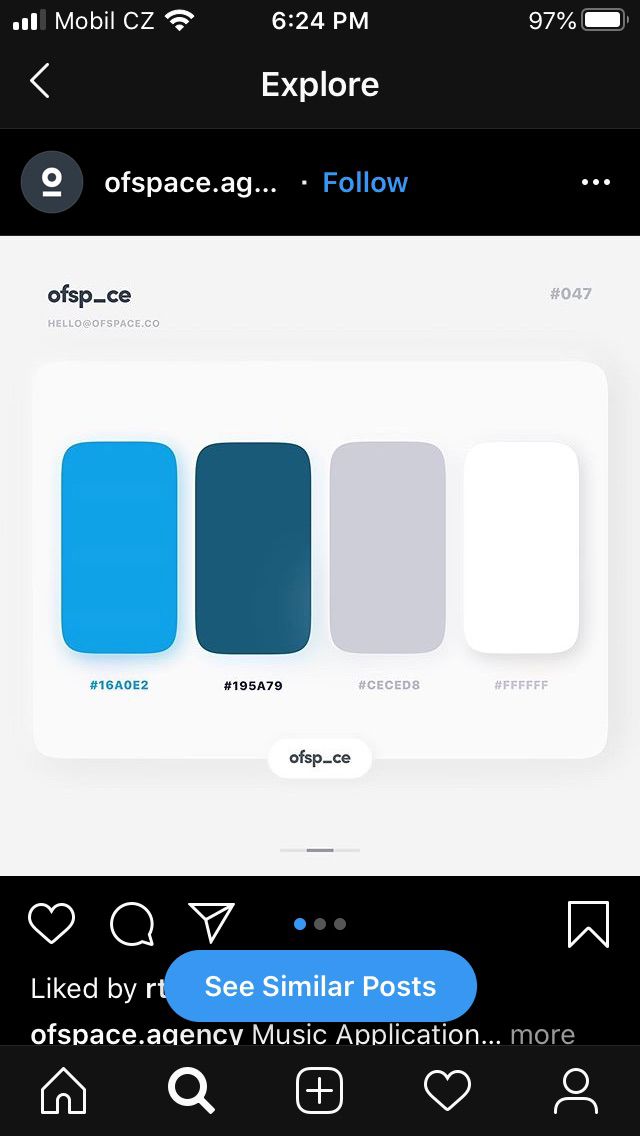 Mobil CZ 6:24 PM 97%
Explore
ofspace.ag... · Follow
ofsp_ce #047
HELLO@OFSPACE.CO
#16A0E2 #195A79 #CECED8 #FFFFFF
ofsp_ce
Liked by rt
See Similar Posts
ofspace.agency Music Application... more